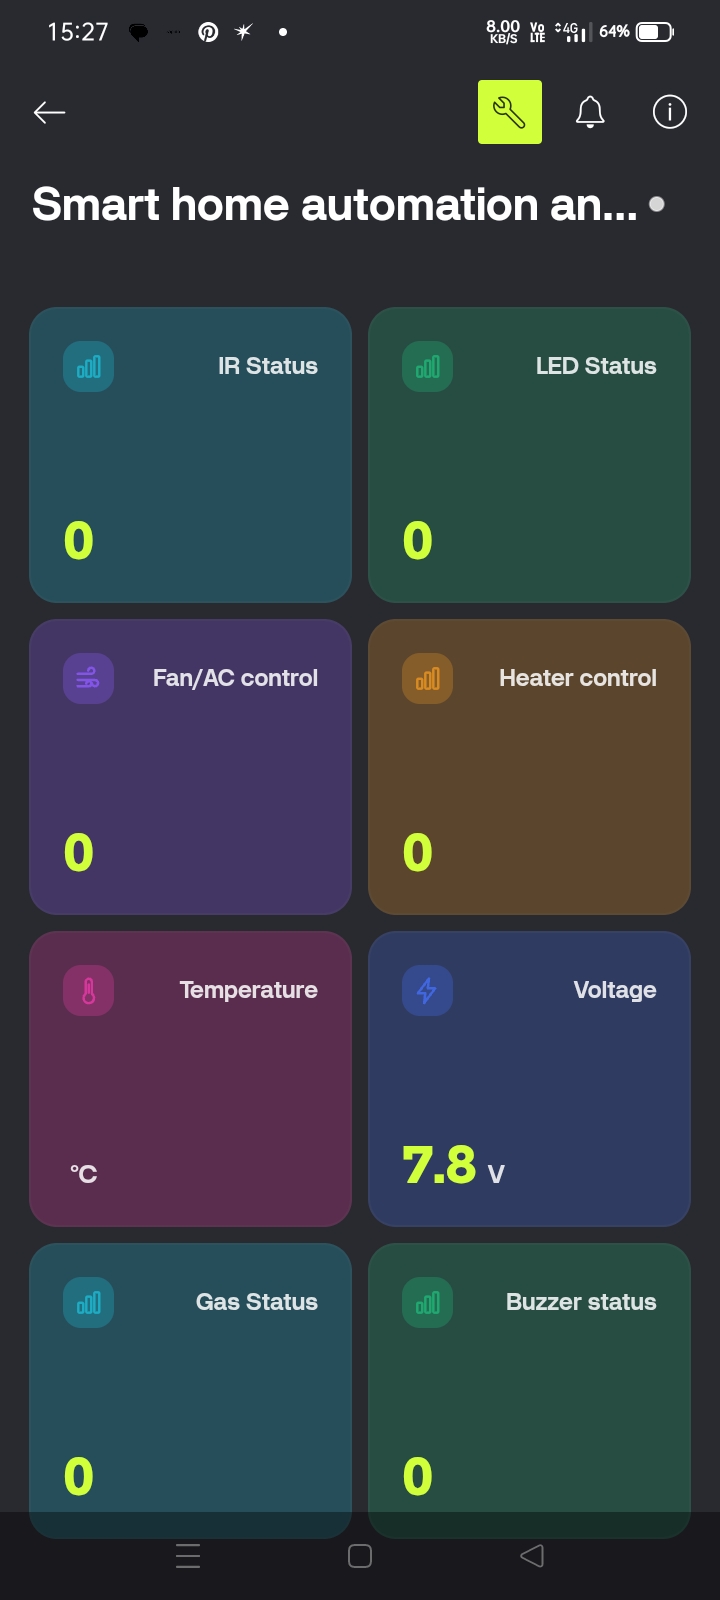 15:27 8.00 KB/S Vo LTE 4G 64%
Smart home automation an...
IR Status
0
LED Status
0
Fan/AC control
0
Heater control
0
Temperature
°C
Voltage
7.8 V
Gas Status
0
Buzzer status
0